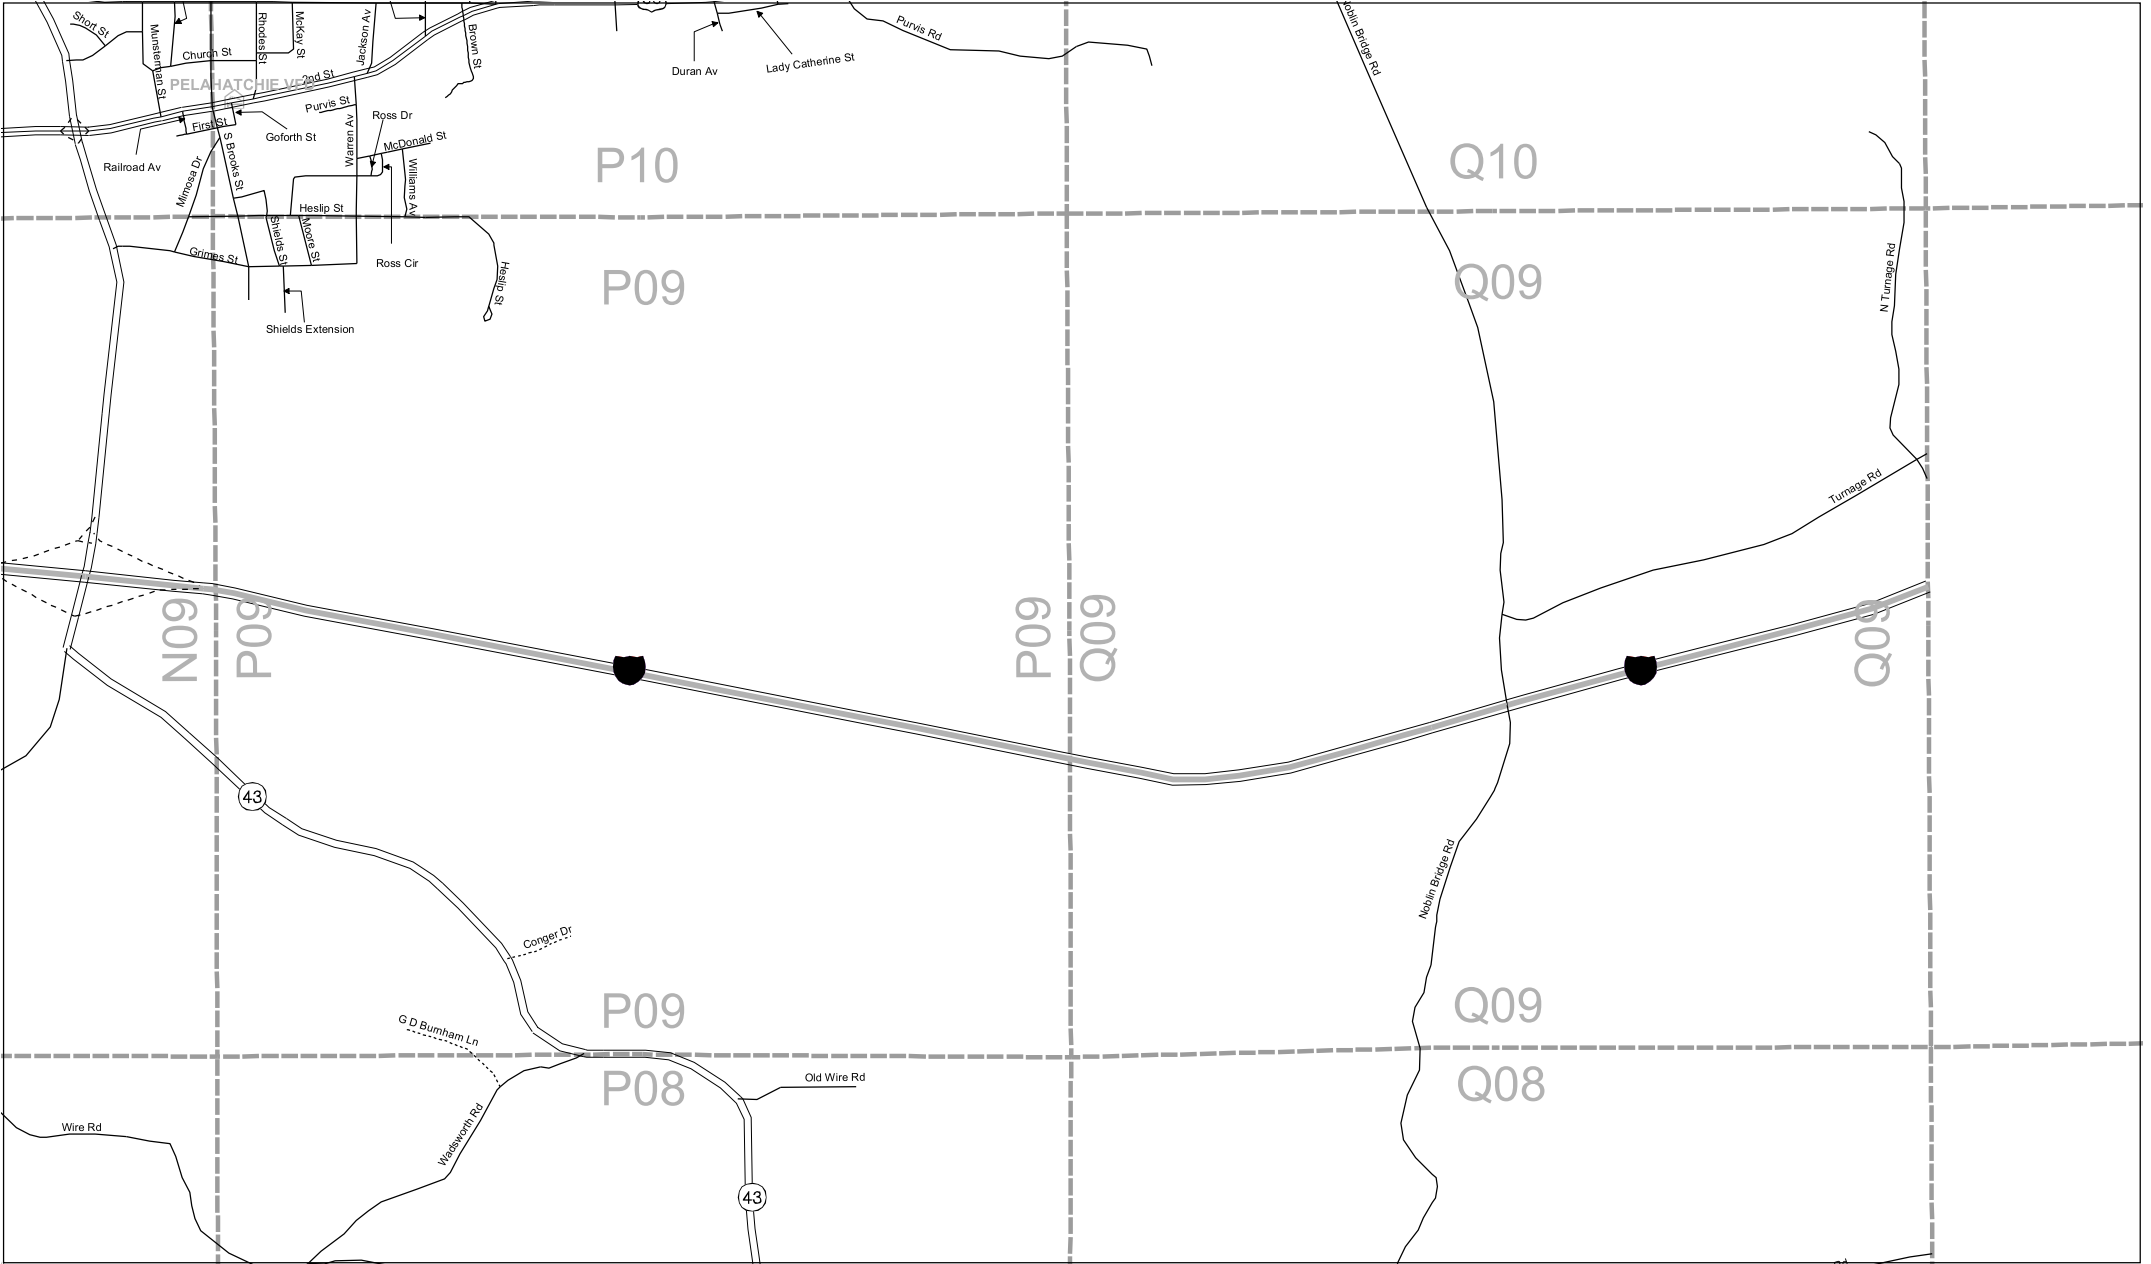 Short St
Munsterman St
Church St
Rhodes St
McKay St
Jackson Av
Brown St
Duran Av
Lady Catherine St
Purvis Rd
Noblin Bridge Rd
PELAHATCHIE VFD
2nd St
Purvis St
First St
Goforth St
Ross Dr
McDonald St
Railroad Av
Mimosa Dr
S Brooks St
Warren Av
Williams Av
P10
Q10
Heslip St
Grimes St
Shields St
Moore St
Ross Cir
Heslip St
Shields Extension
P09
Q09
N Turnage Rd
Turnage Rd
N09
P09
P09
Q09
Q09
43
Noblin Bridge Rd
Conger Dr
G D Burnham Ln
P09
Q09
P08
Q08
Old Wire Rd
Wire Rd
Wadsworth Rd
43